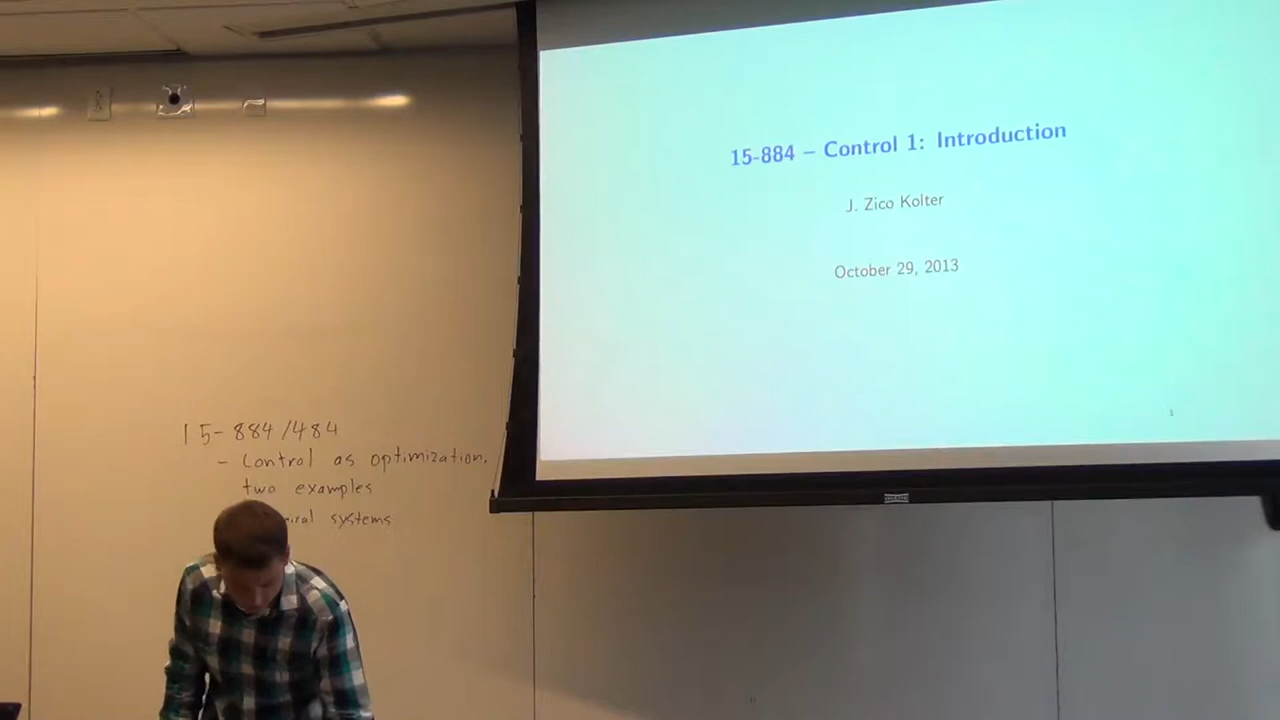 15-884 – Control 1: Introduction
J. Zico Kolter
October 29, 2013
1
15-884/484
- Control as optimization,
two examples
systems